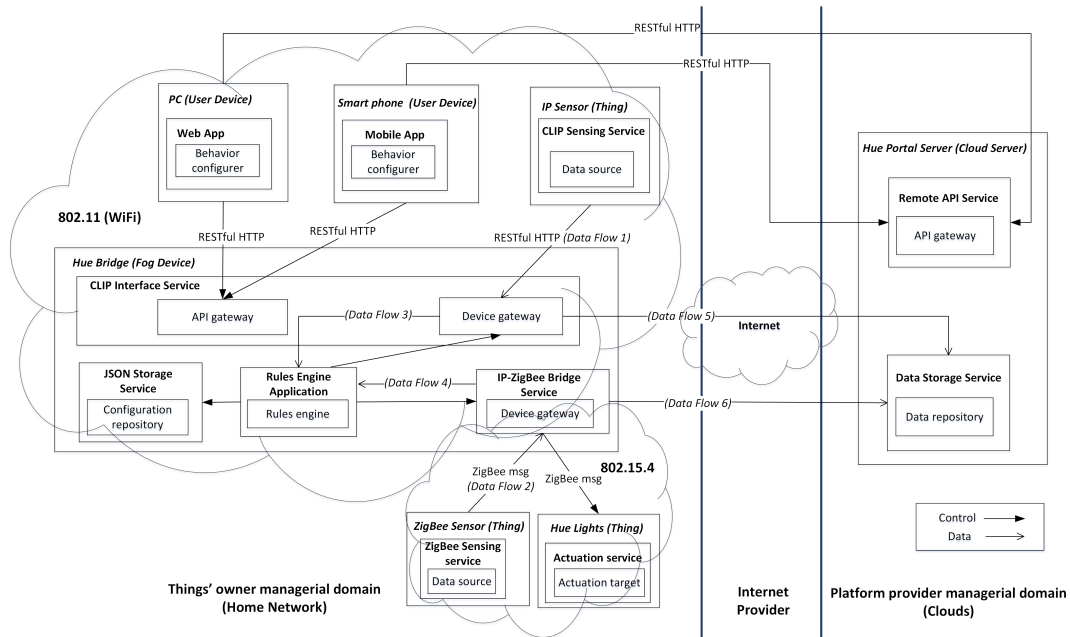 RESTful HTTP
RESTful HTTP
PC (User Device)
Web App
Behavior
configurer
Smart phone (User Device)
Mobile App
Behavior
configurer
IP Sensor (Thing)
CLIP Sensing Service
Data source
Hue Portal Server (Cloud Server)
Remote API Service
API gateway
802.11 (WiFi)
RESTful HTTP
RESTful HTTP
RESTful HTTP (Data Flow 1)
Hue Bridge (Fog Device)
CLIP Interface Service
API gateway
(Data Flow 3)
Device gateway
(Data Flow 5)
Internet
JSON Storage
Service
Configuration
repository
Rules Engine
Application
Rules engine
(Data Flow 4)
IP-ZigBee Bridge
Service
Device gateway
(Data Flow 6)
Data Storage Service
Data repository
802.15.4
ZigBee msg
(Data Flow 2)
ZigBee msg
ZigBee Sensor (Thing)
ZigBee Sensing
service
Data source
Hue Lights (Thing)
Actuation service
Actuation target
Control
Data
Things' owner managerial domain
(Home Network)
Internet
Provider
Platform provider managerial domain
(Clouds)